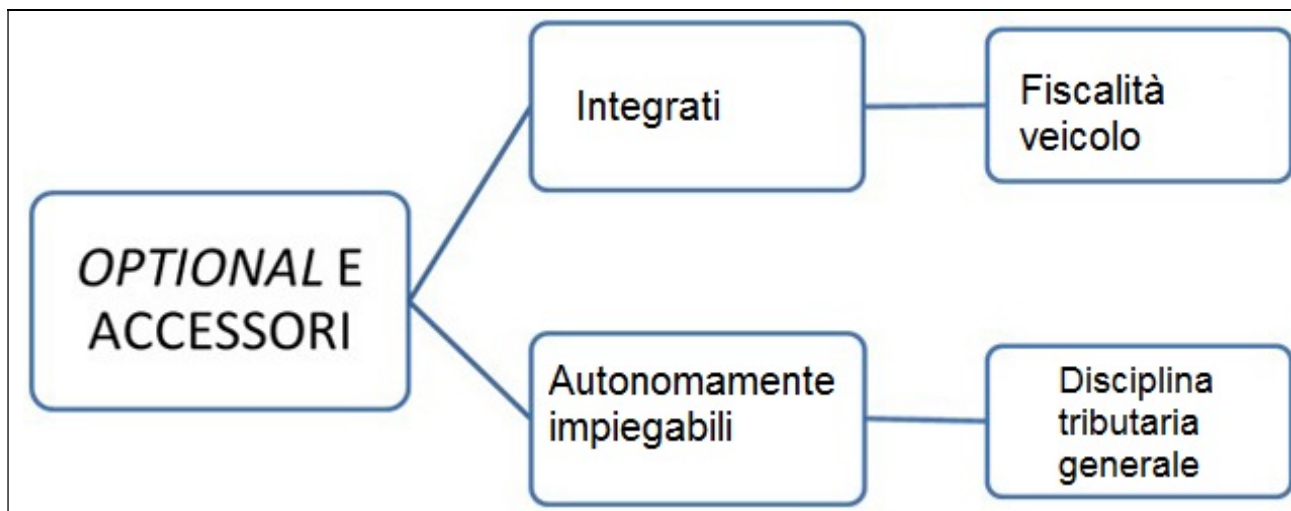 OPTIONAL E
ACCESSORI
Integrati
Fiscalità
veicolo
Autonomamente
impiegabili
Disciplina
tributaria
generale